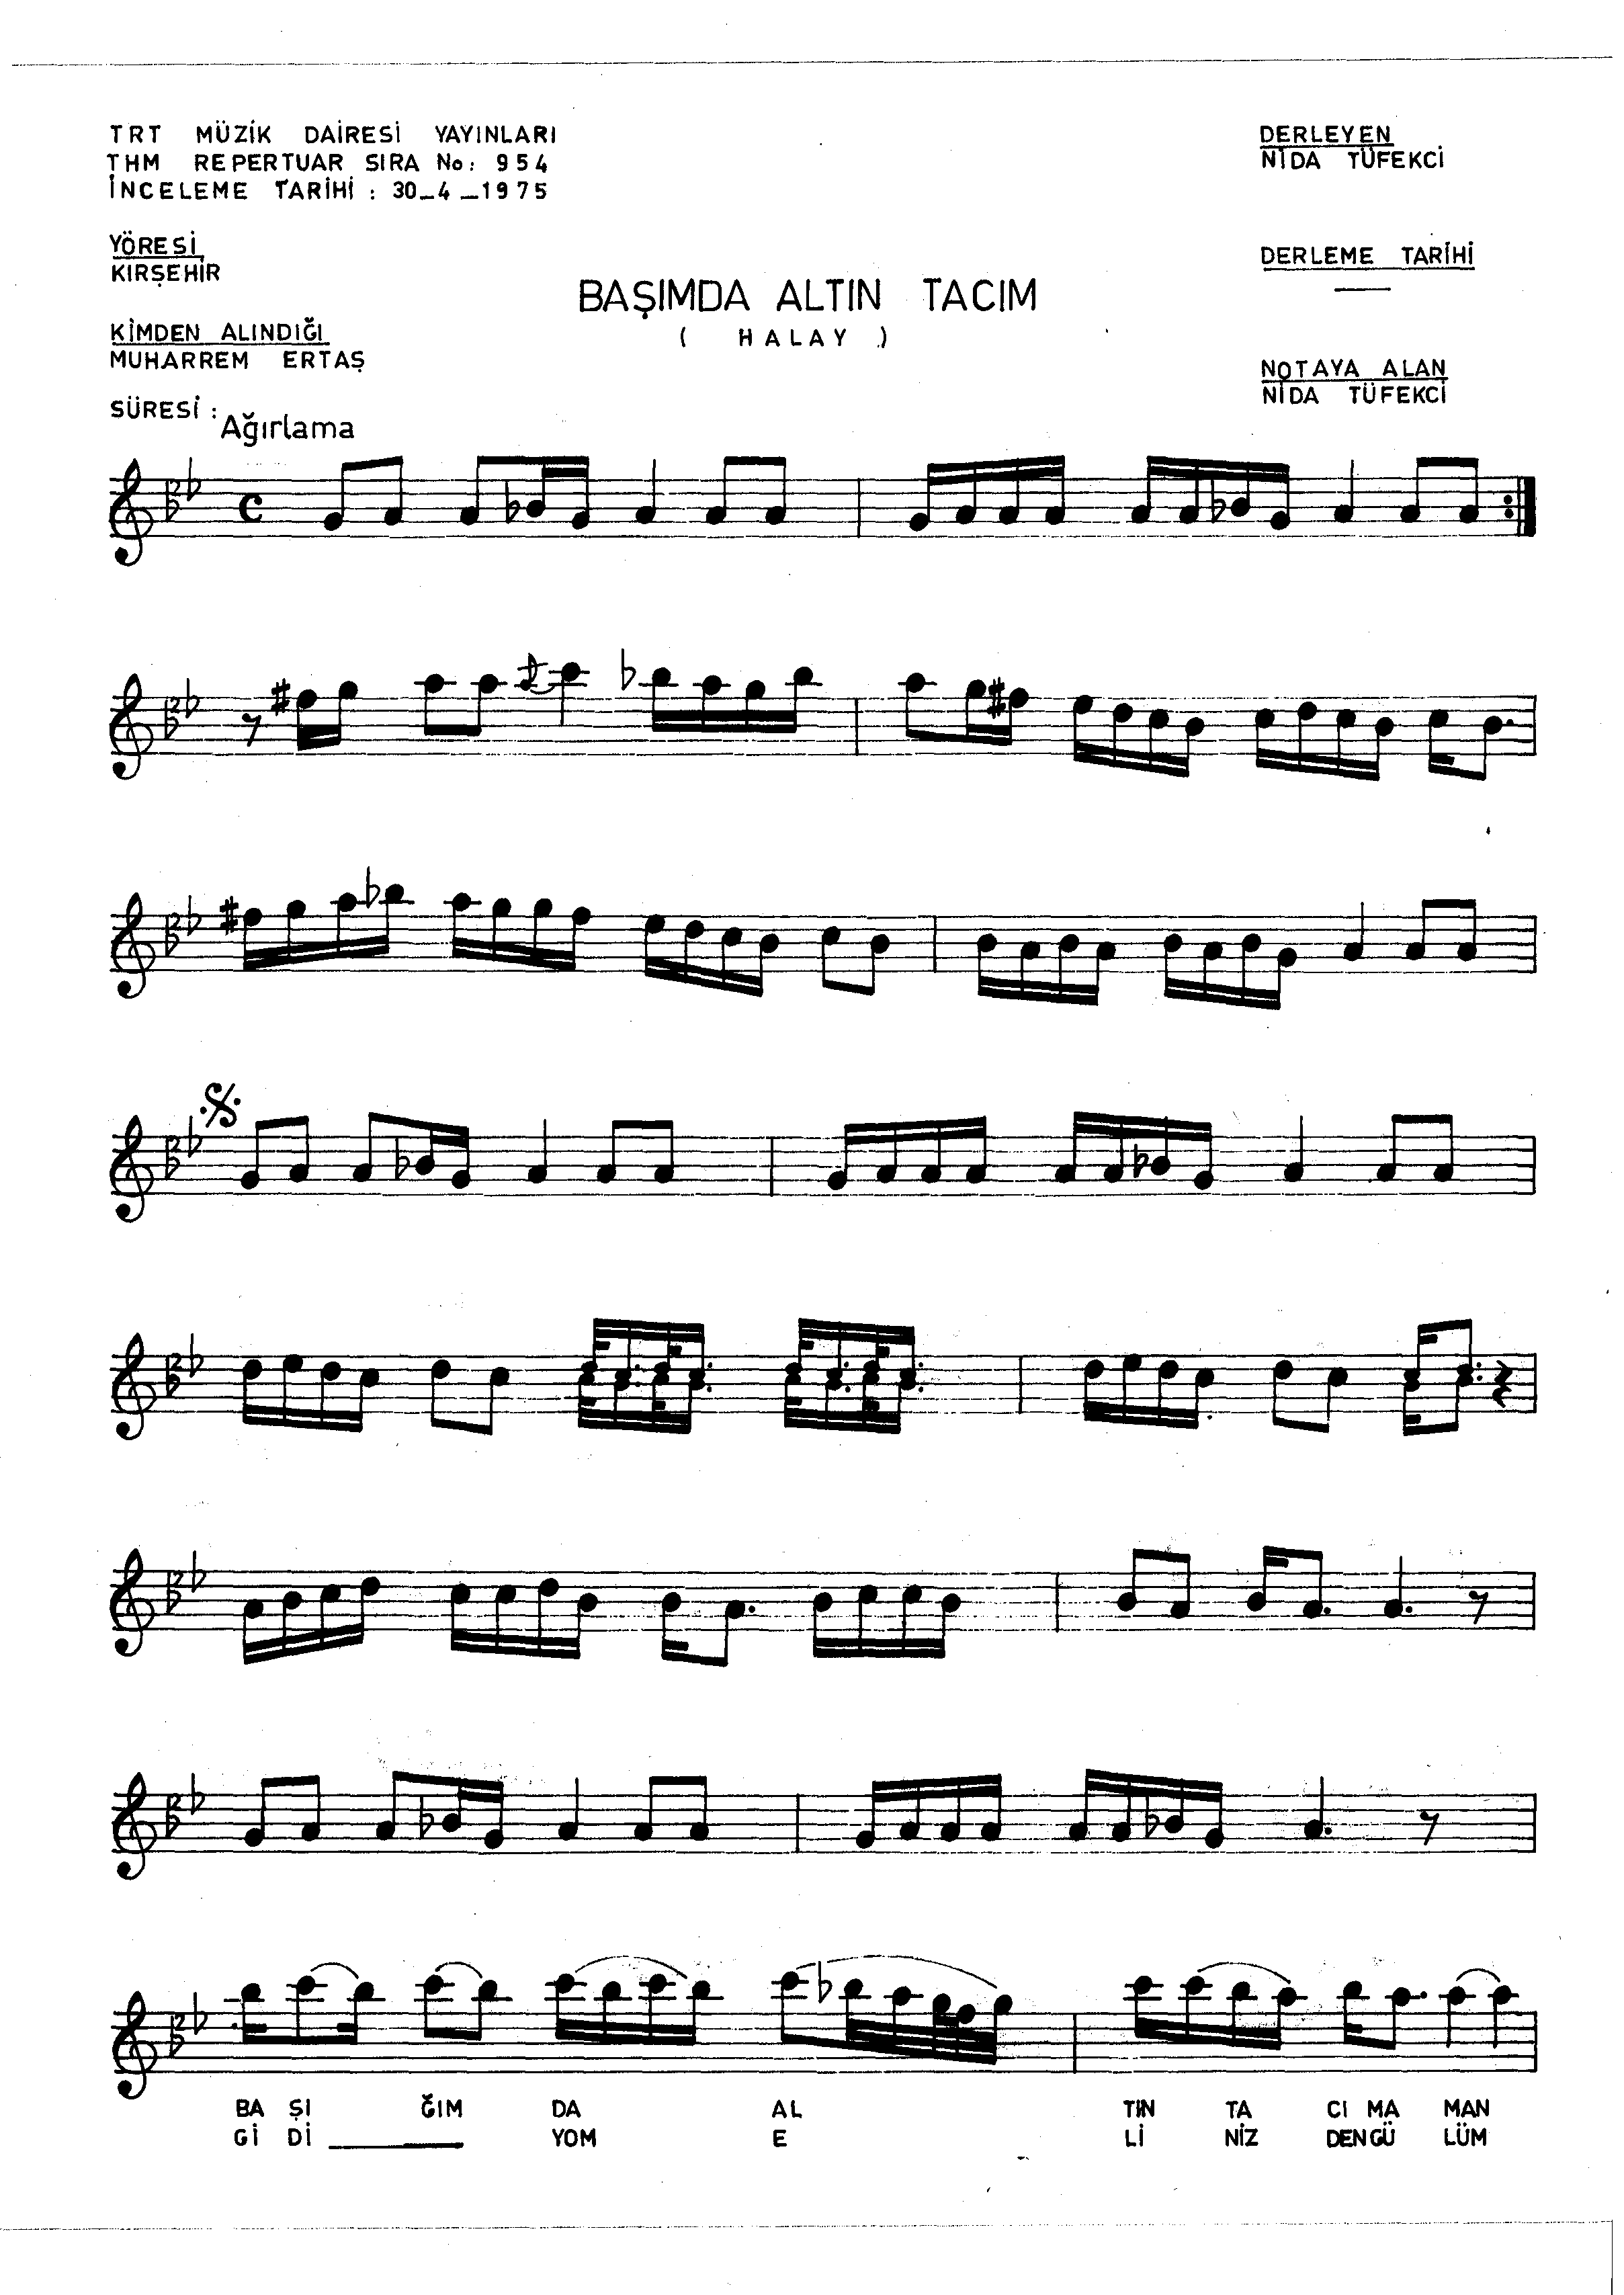 TRT MÜZİK DAİRESİ YAYINLARI
THM REPERTUAR SIRA No: 954
İNCELEME TARİHİ : 30_4_1975
DERLEYEN
NİDA TÜFEKCİ
YÖRESİ
KIRŞEHİR
DERLEME TARİHİ
BAŞIMDA ALTIN TACIM
( HALAY )
KİMDEN ALINDIĞI
MUHARREM ERTAŞ
NOTAYA ALAN
NİDA TÜFEKCİ
SÜRESİ :
Ağırlama
BA ŞI ĞIM DA AL TIN TA CI MA MAN
Gİ Dİ ______ YOM E Lİ NİZ DEN GÜ LÜM